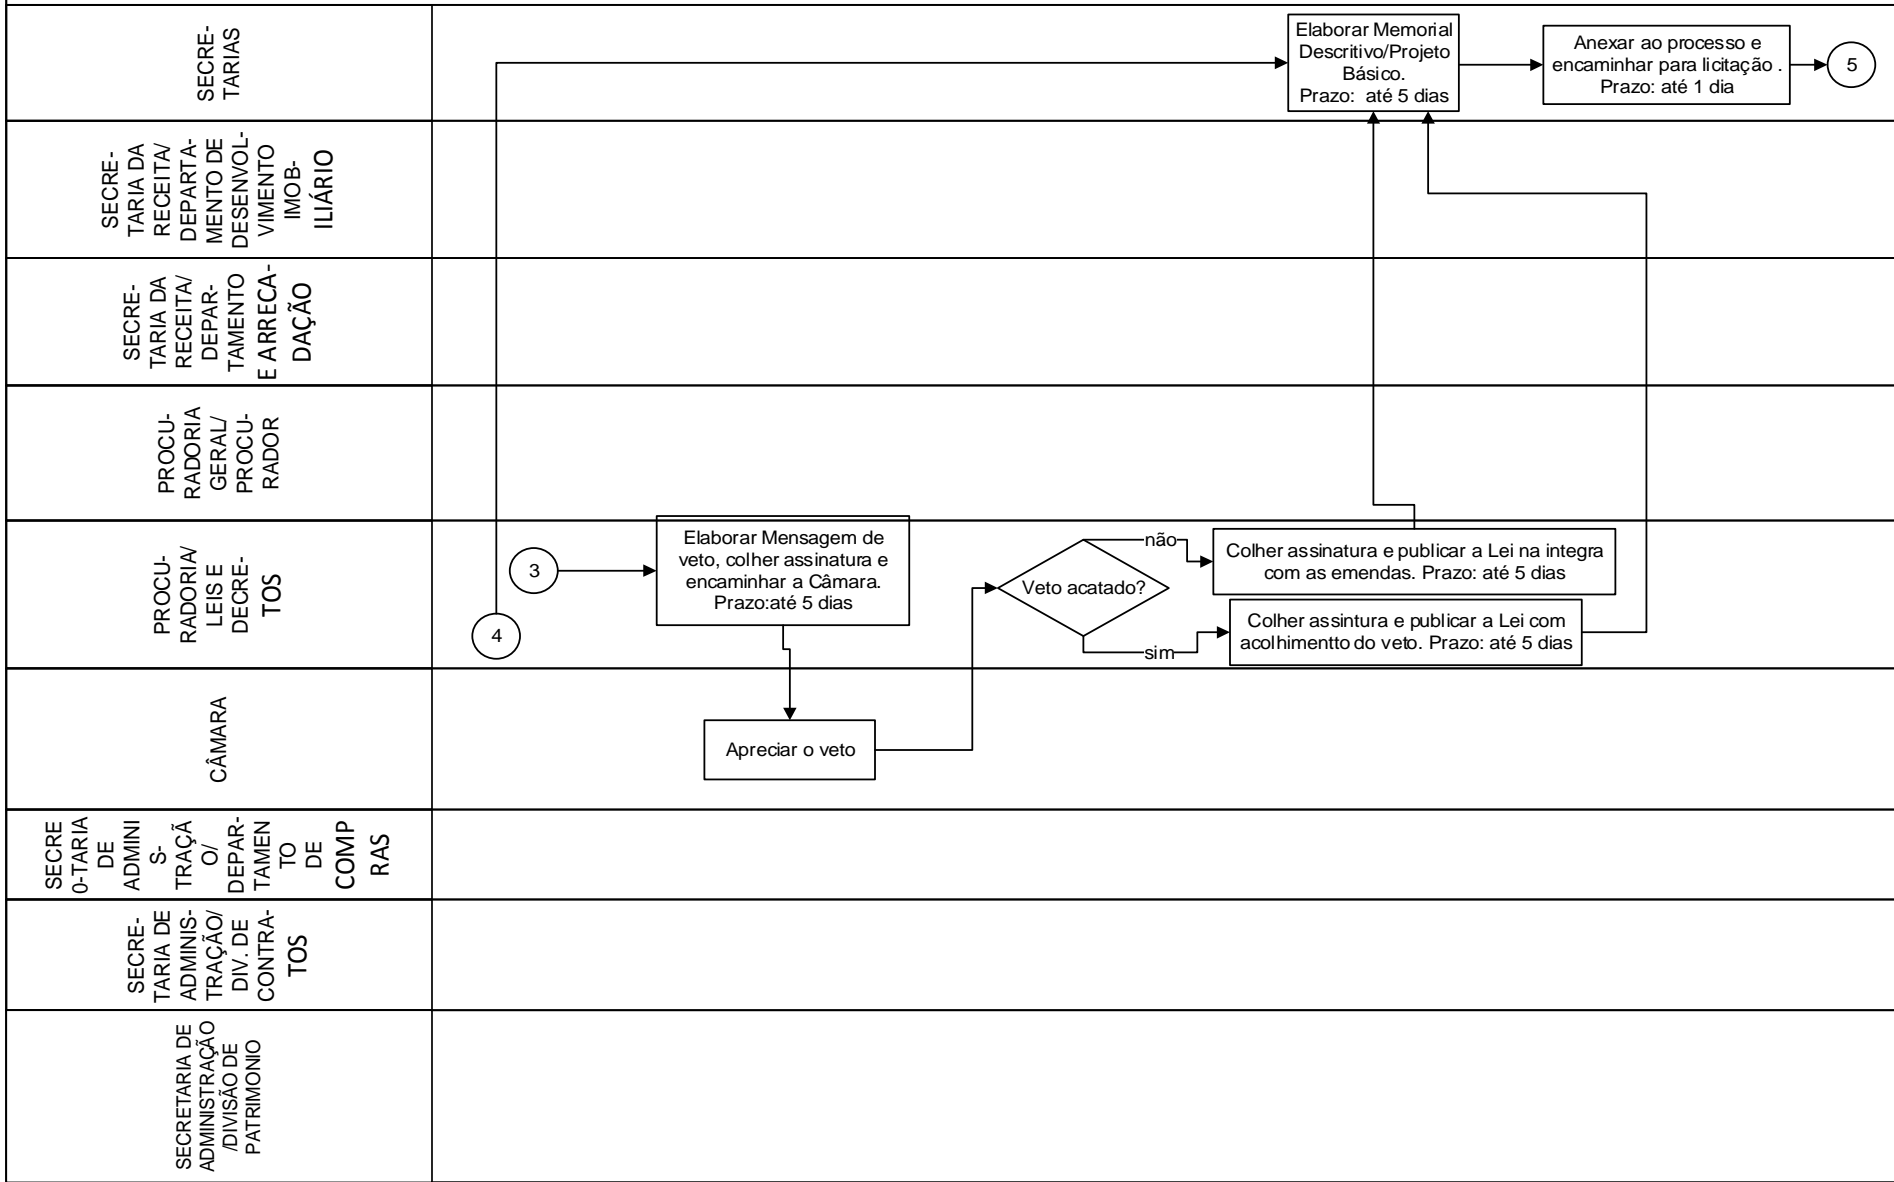 SECRE-
TARIAS
Elaborar Memorial
Descritivo/Projeto
Básico.
Prazo: até 5 dias
Anexar ao processo e
encaminhar para licitação .
Prazo: até 1 dia
5
SECRE-
TARIA DA
RECEITA/
DEPARTA-
MENTO DE
DESENVOL-
VIMENTO
IMOB-
ILIÁRIO
SECRE-
TARIA DA
RECEITA/
DEPAR-
TAMENTO
E ARRECA-
DAÇÃO
PROCU-
RADORIA
GERAL/
PROCU-
RADOR
PROCU-
RADORIA/
LEIS E
DECRE-
TOS
3
4
Elaborar Mensagem de
veto, colher assinatura e
encaminhar a Câmara.
Prazo:até 5 dias
Veto acatado?
não
sim
Colher assinatura e publicar a Lei na integra
com as emendas. Prazo: até 5 dias
Colher assintura e publicar a Lei com
acolhimentto do veto. Prazo: até 5 dias
CÂMARA
Apreciar o veto
SECRE
0-TARIA
DE
ADMINI
S-
TRAÇÃ
O/
DEPAR-
TAMEN
TO
DE
COMP
RAS
SECRE-
TARIA DE
ADMINIS-
TRAÇÃO/
DIV. DE
CONTRA-
TOS
SECRETARIA DE
ADMINISTRAÇÃO
/DIVISÃO DE
PATRIMONIO